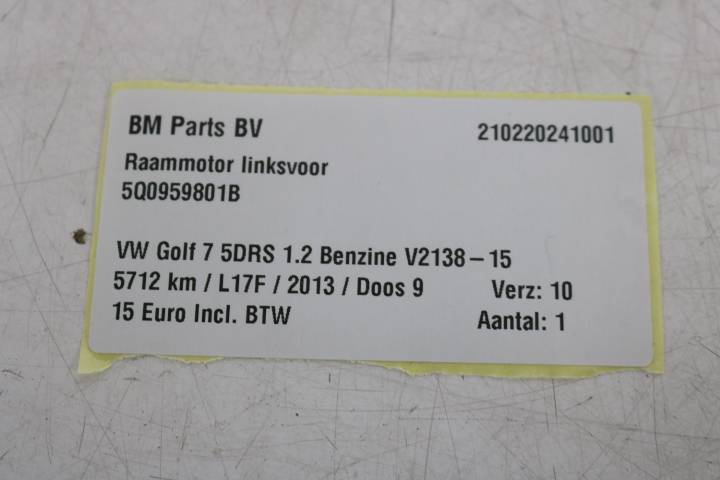 BM Parts BV 210220241001
Raammotor linksvoor
5Q0959801B
VW Golf 7 5DRS 1.2 Benzine V2138 – 15
5712 km / L17F / 2013 / Doos 9 Verz: 10
15 Euro Incl. BTW Aantal: 1